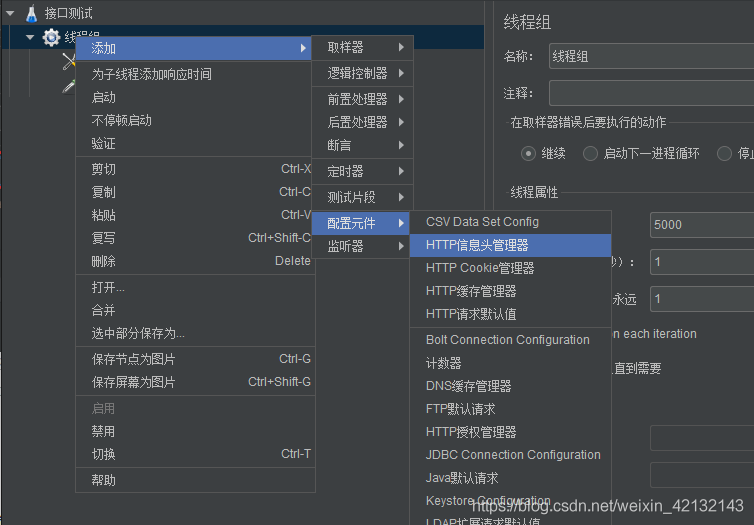 接口测试
线程组
添加
为子线程添加响应时间
启动
不停顿启动
验证
剪切 Ctrl-X
复制 Ctrl-C
粘贴 Ctrl-V
复写 Ctrl+Shift-C
删除 Delete
打开...
合并
选中部分保存为...
保存节点为图片 Ctrl-G
保存屏幕为图片 Ctrl+Shift-G
启用
禁用
切换 Ctrl-T
帮助
取样器
逻辑控制器
前置处理器
后置处理器
断言
定时器
测试片段
配置元件
监听器
CSV Data Set Config
HTTP信息头管理器
HTTP Cookie管理器
HTTP缓存管理器
HTTP请求默认值
Bolt Connection Configuration
计数器
DNS缓存管理器
FTP默认请求
HTTP授权管理器
JDBC Connection Configuration
Java默认请求
Keystore Configuration
LDAP扩展请求默认值
线程组
名称： 线程组
注释：
在取样器错误后要执行的动作
继续 启动下一进程循环 停止
线程属性
5000
）： 1
永远 1
on each iteration
直到需要
https://blog.csdn.net/weixin_42132143